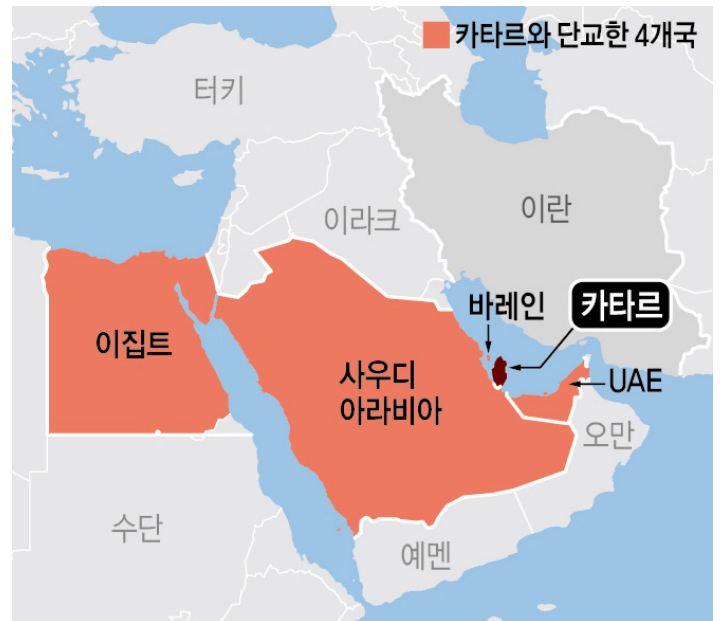 카타르와 단교한 4개국
터키
이라크
이란
바레인
카타르
이집트
사우디
아라비아
UAE
오만
수단
예멘